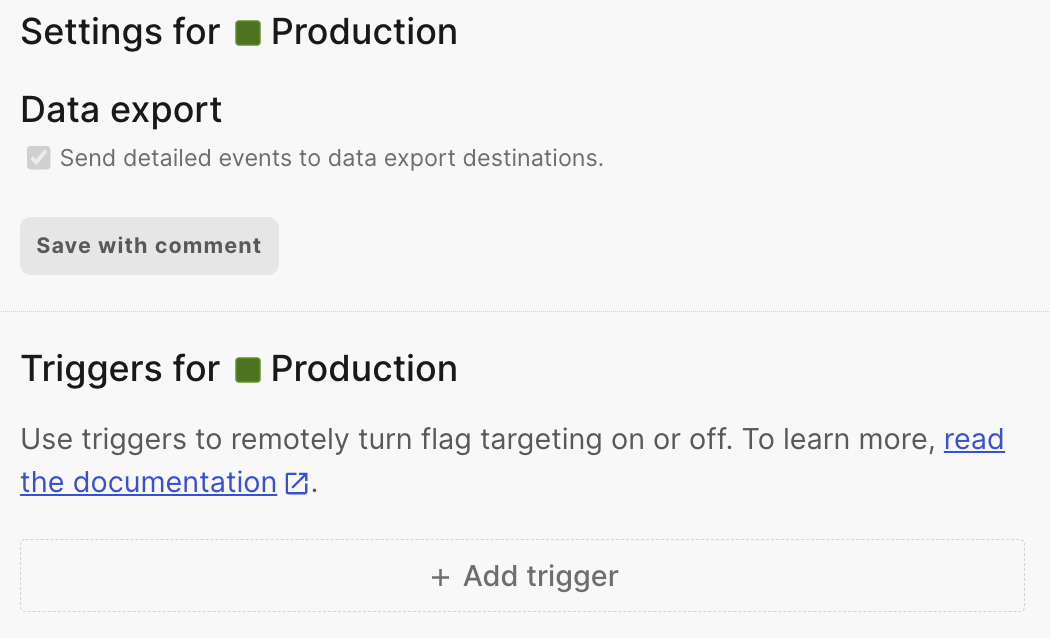 Settings for Production
Data export
Send detailed events to data export destinations.
Save with comment
Triggers for Production
Use triggers to remotely turn flag targeting on or off. To learn more, read
the documentation.
+ Add trigger